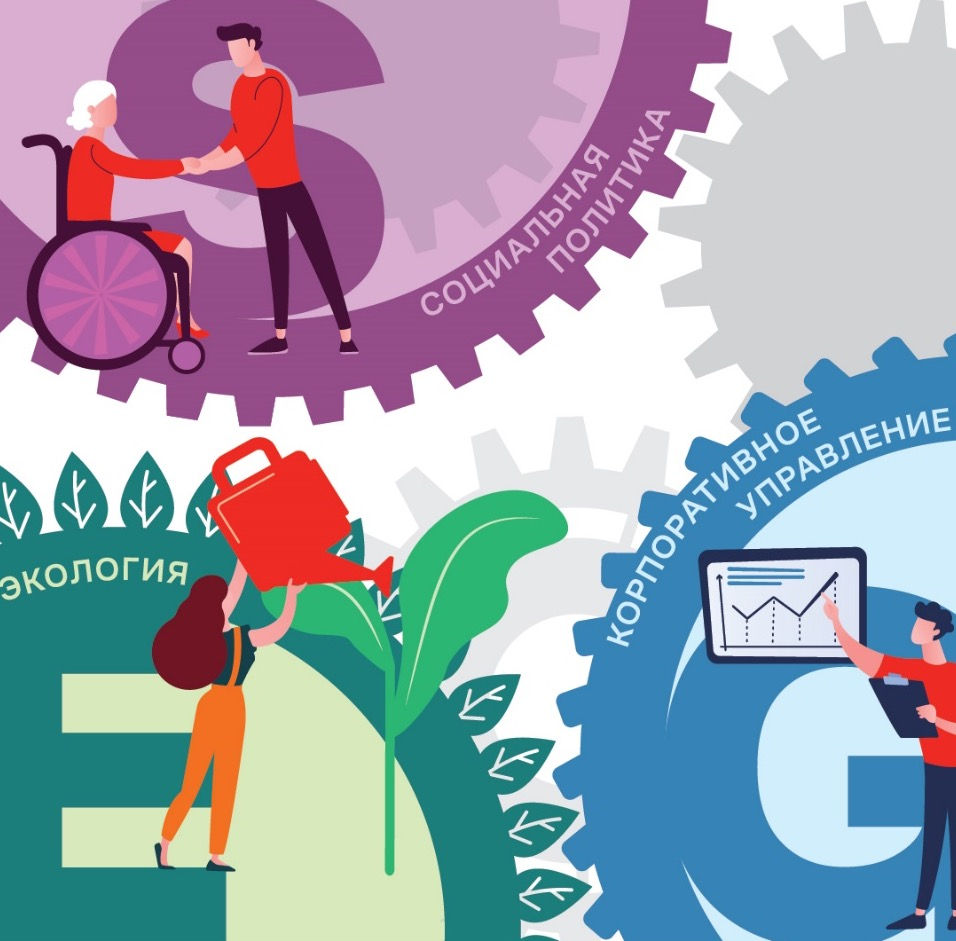 S
СОЦИАЛЬНАЯ
ПОЛИТИКА
КОРПОРАТИВНОЕ
УПРАВЛЕНИЕ
ЭКОЛОГИЯ
E
G